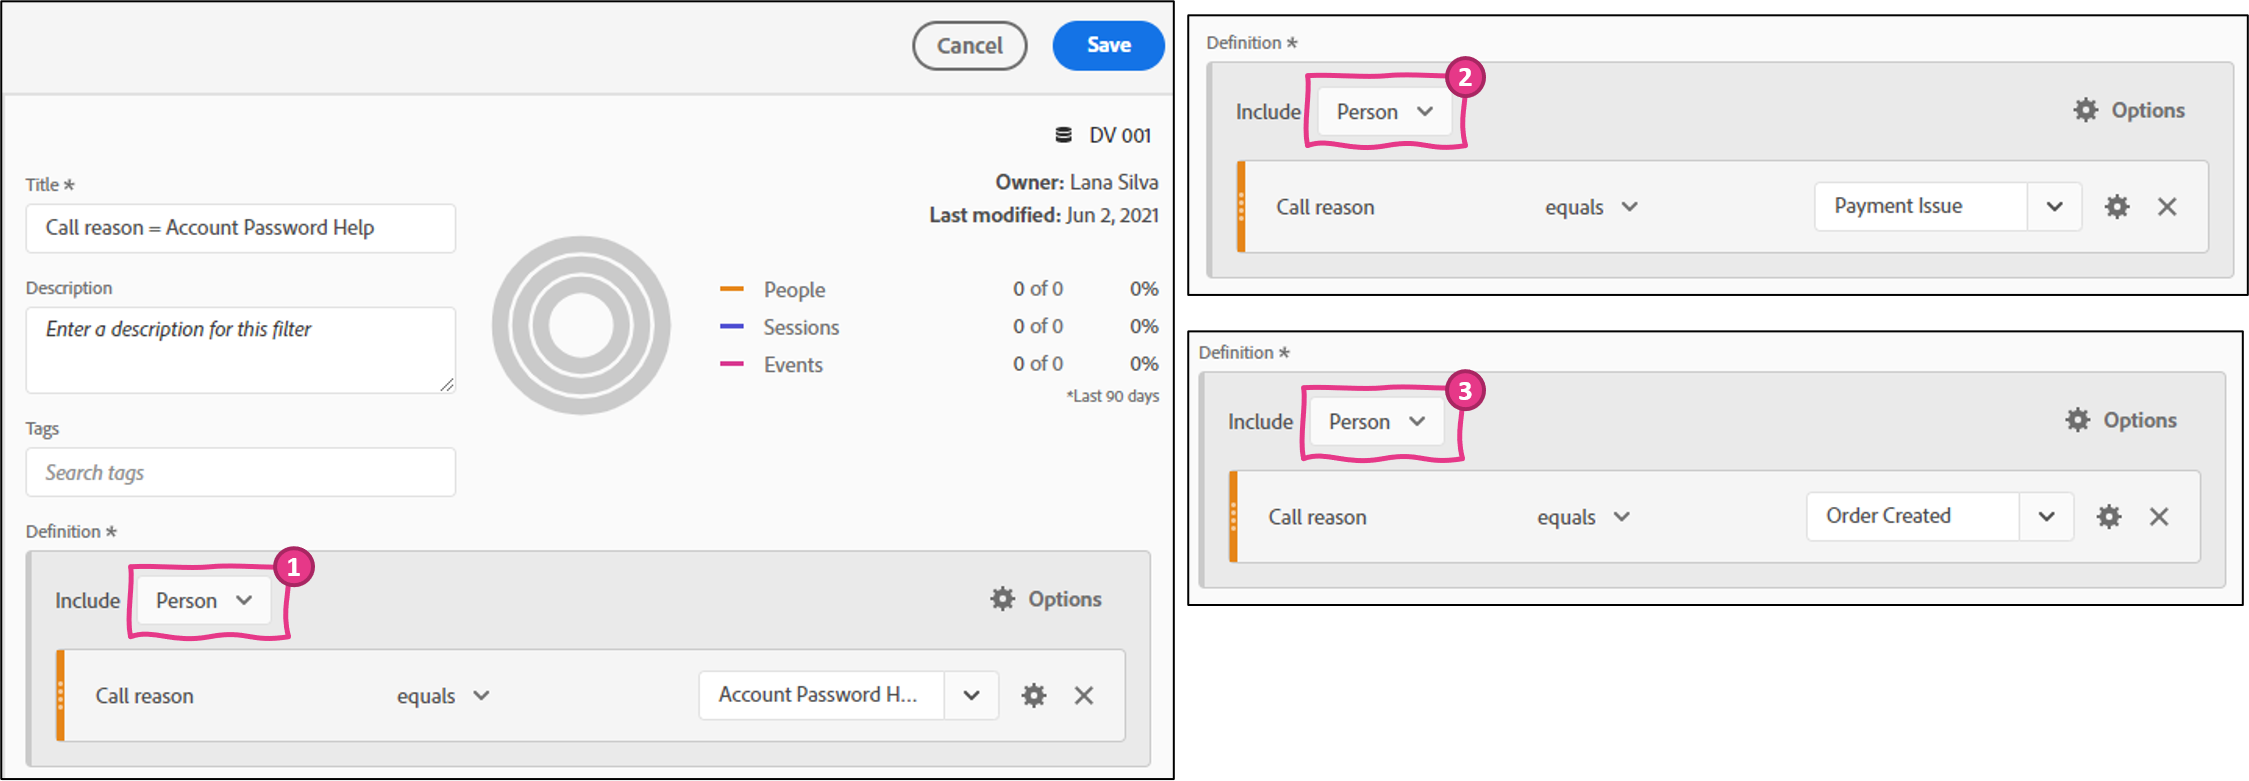 Cancel Save
DV 001
Owner: Lana Silva
Last modified: Jun 2, 2021
Title *
Call reason = Account Password Help
Description
Enter a description for this filter
People 0 of 0 0%
Sessions 0 of 0 0%
Events 0 of 0 0%
*Last 90 days
Tags
Search tags
Definition *
1
Include Person Options
Call reason equals Account Password H...
Definition *
2
Include Person Options
Call reason equals Payment Issue
Definition *
3
Include Person Options
Call reason equals Order Created